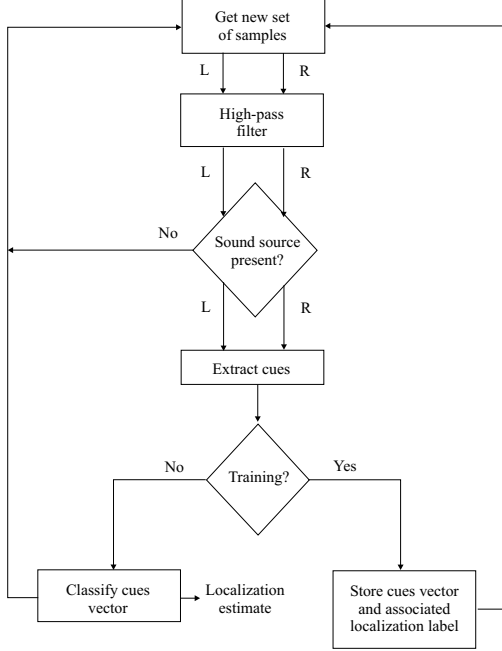 Get new set
of samples
L
R
High-pass
filter
L
R
No
Sound source
present?
L
R
Extract cues
No
Training?
Yes
Classify cues
vector
Localization
estimate
Store cues vector
and associated
localization label